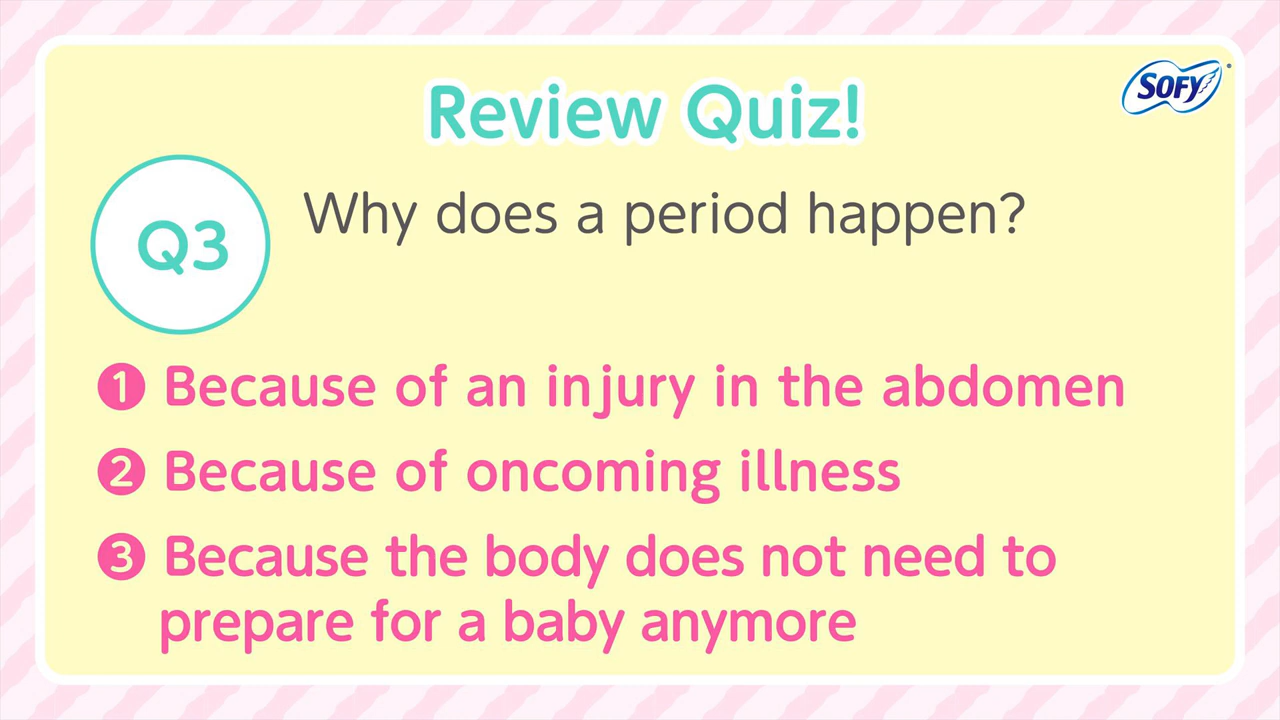 Review Quiz!
SOFY
Q3
Why does a period happen?
❶ Because of an injury in the abdomen
❷ Because of oncoming illness
❸ Because the body does not need to
prepare for a baby anymore